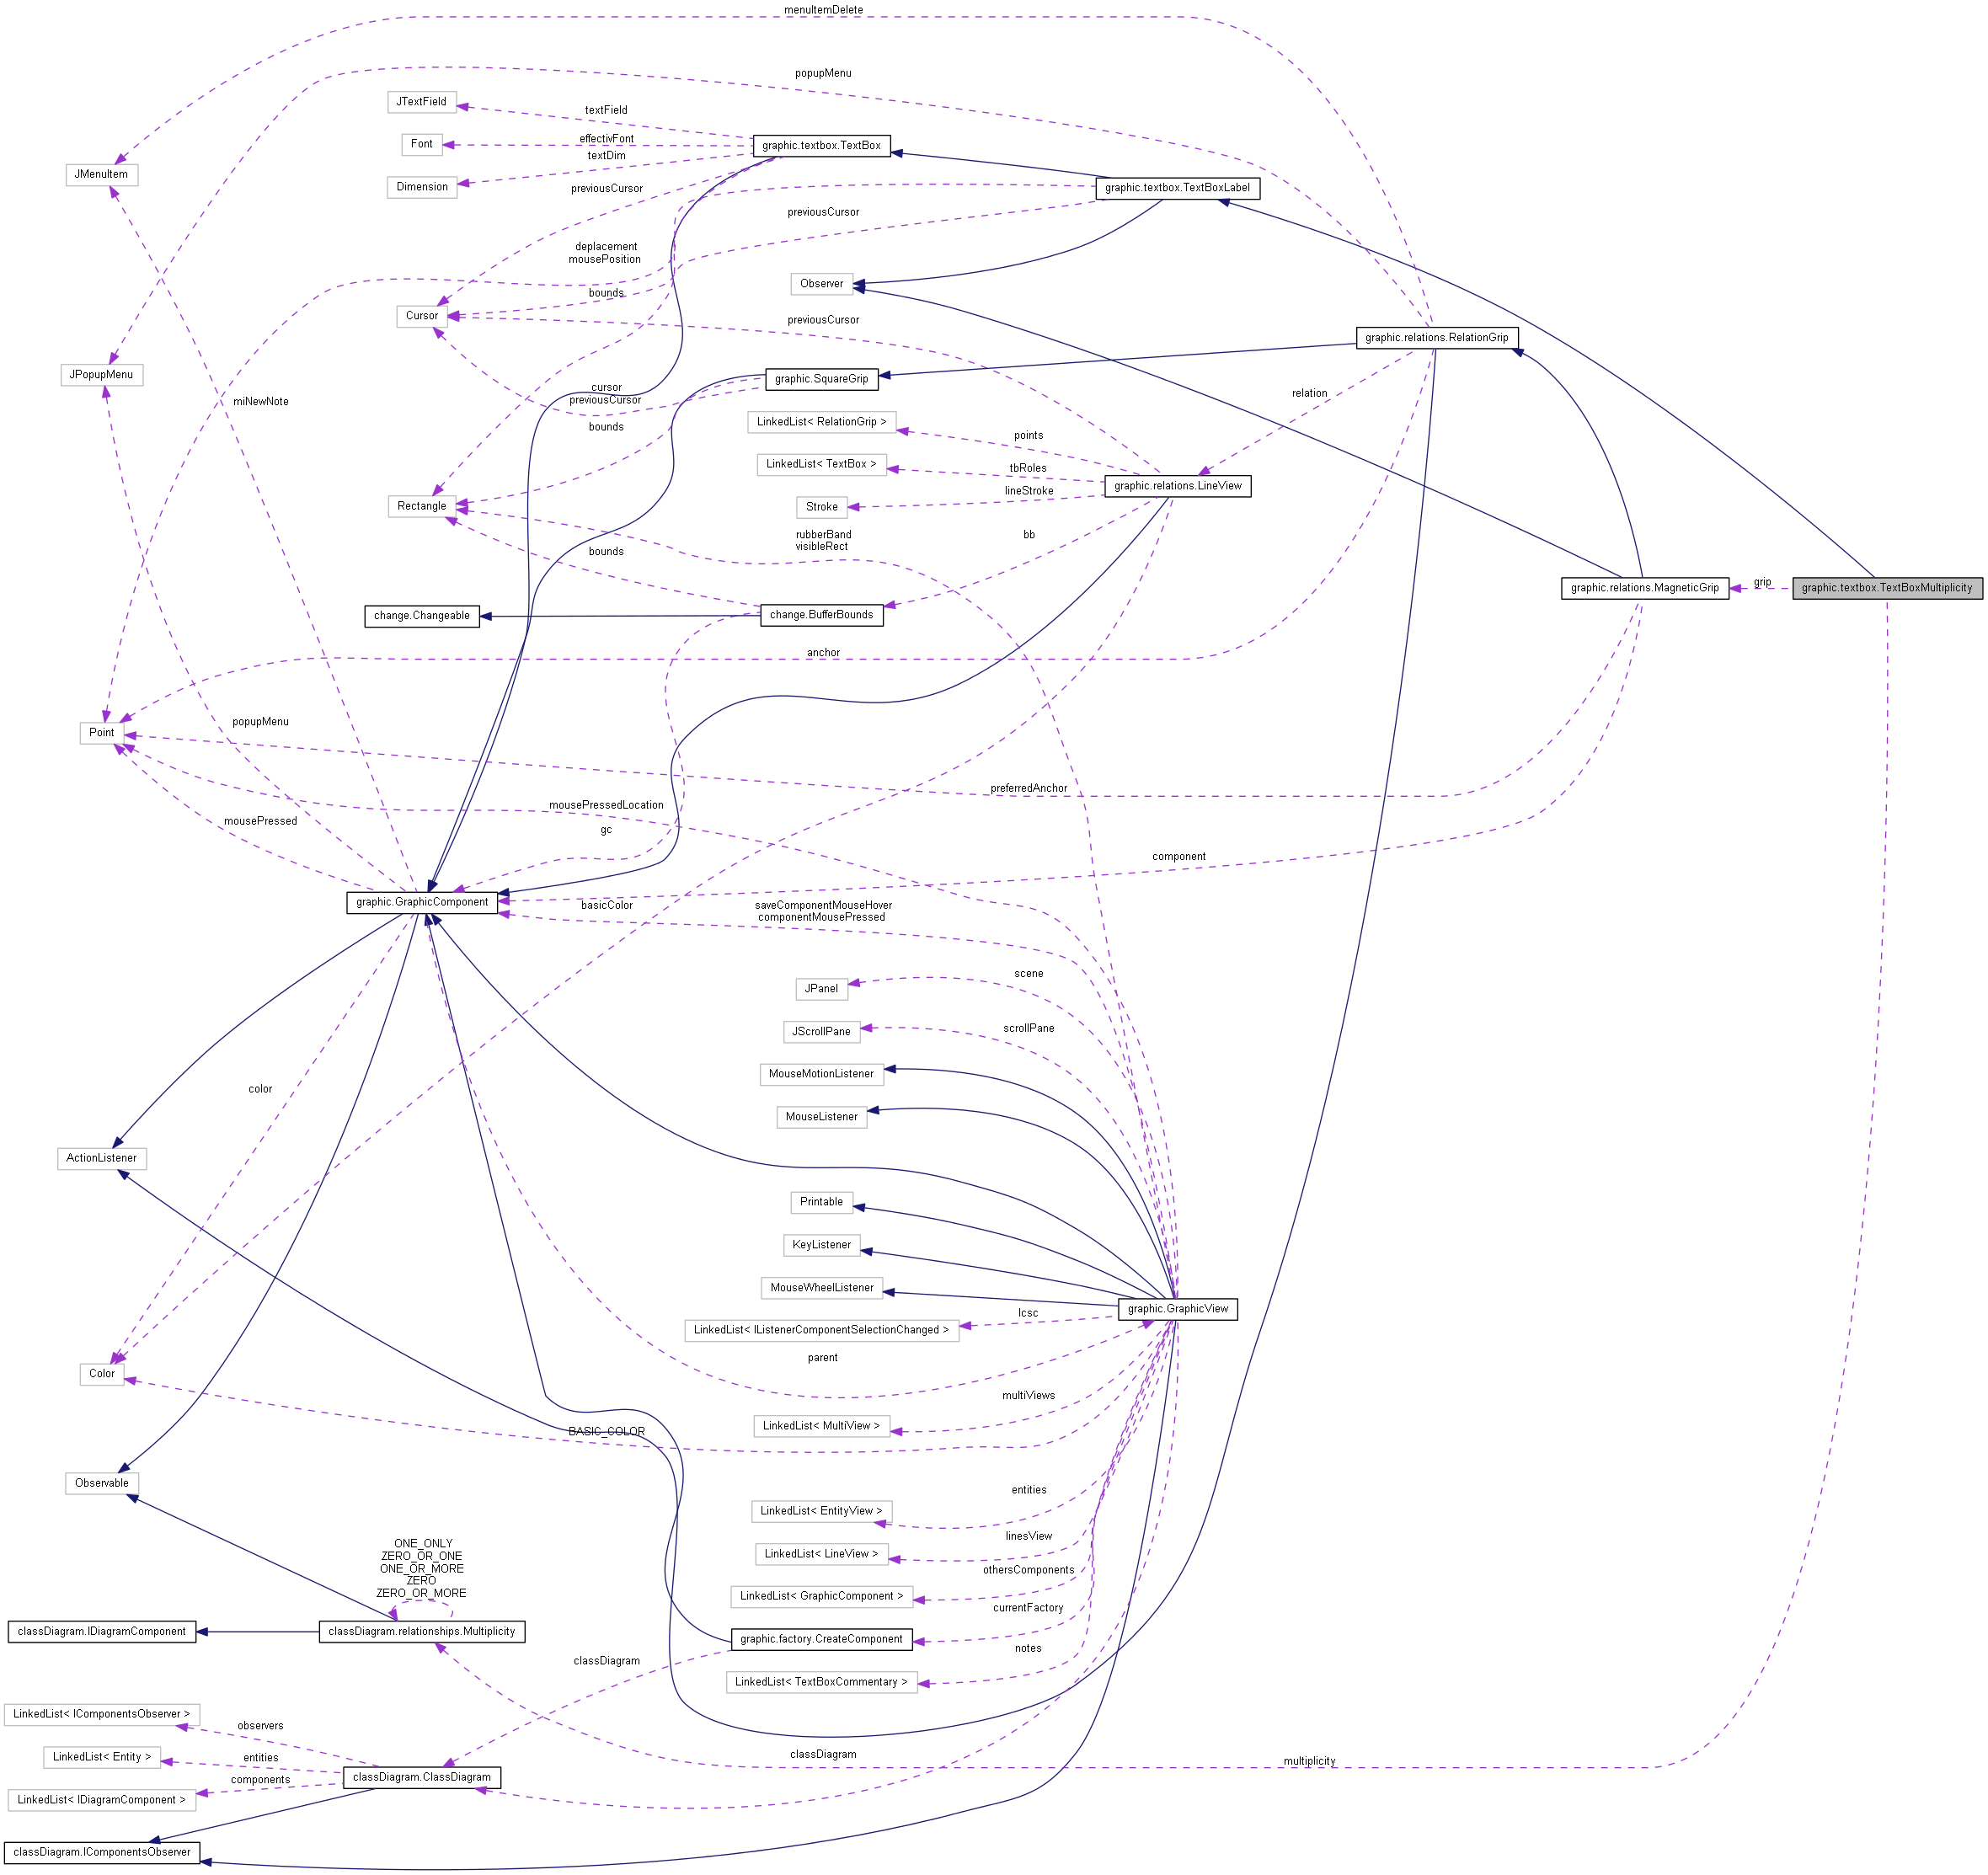 menuItemDelete
popupMenu
JTextField
textField
effectivFont
Font
graphic.textbox.TextBox
textDim
JMenuItem
Dimension
previousCursor
graphic.textbox.TextBoxLabel
previousCursor
deplacement
mousePosition
Observer
bounds
Cursor
previousCursor
graphic.relations.RelationGrip
JPopupMenu
graphic.SquareGrip
cursor
relation
miNewNote
previousCursor
LinkedList< RelationGrip >
bounds
points
LinkedList< TextBox >
tbRoles
graphic.relations.LineView
lineStroke
Rectangle
Stroke
rubberBand
visibleRect
bb
bounds
grip
graphic.relations.MagneticGrip
graphic.textbox.TextBoxMultiplicity
change.Changeable
change.BufferBounds
anchor
popupMenu
Point
preferredAnchor
mousePressedLocation
mousePressed
gc
component
graphic.GraphicComponent
basicColor
saveComponentMouseHover
componentMousePressed
scene
JPanel
JScrollPane
scrollPane
MouseMotionListener
color
MouseListener
ActionListener
Printable
KeyListener
MouseWheelListener
graphic.GraphicView
lcsc
LinkedList< IListenerComponentSelectionChanged >
parent
Color
multiViews
LinkedList< MultiView >
BASIC_COLOR
Observable
entities
LinkedList< EntityView >
linesView
ONE_ONLY
ZERO_OR_ONE
ONE_OR_MORE
ZERO
ZERO_OR_MORE
LinkedList< LineView >
othersComponents
LinkedList< GraphicComponent >
currentFactory
classDiagram.IDiagramComponent
classDiagram.relationships.Multiplicity
graphic.factory.CreateComponent
notes
classDiagram
LinkedList< TextBoxCommentary >
LinkedList< IComponentsObserver >
observers
LinkedList< Entity >
entities
classDiagram
multiplicity
components
classDiagram.ClassDiagram
LinkedList< IDiagramComponent >
classDiagram.IComponentsObserver